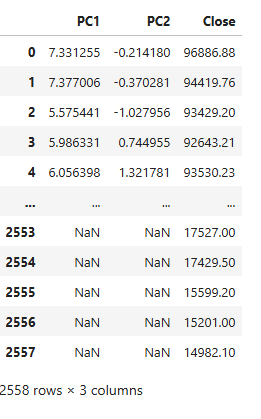 PC1 PC2 Close
0 7.331255 -0.214180 96886.88
1 7.377006 -0.370281 94419.76
2 5.575441 -1.027956 93429.20
3 5.986331 0.744955 92643.21
4 6.056398 1.321781 93530.23
... ... ... ...
2553 NaN NaN 17527.00
2554 NaN NaN 17429.50
2555 NaN NaN 15599.20
2556 NaN NaN 15201.00
2557 NaN NaN 14982.10
2558 rows × 3 columns